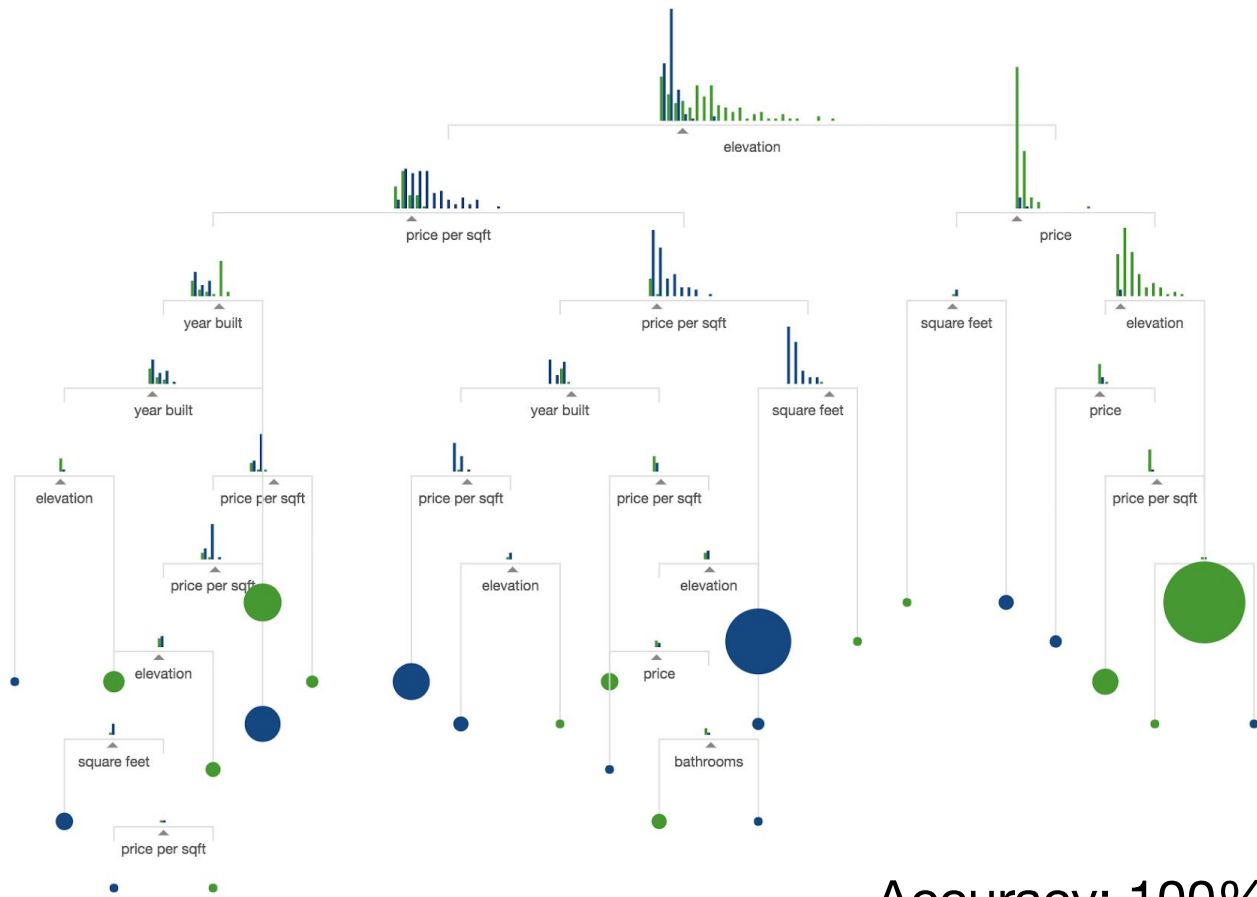 elevation
price per sqft
price
year built
price per sqft
square feet
elevation
year built
year built
square feet
price
elevation
price per sqft
price per sqft
price per sqft
price per sqft
price per sqft
elevation
elevation
elevation
price
square feet
bathrooms
price per sqft
Accuracy: 100%